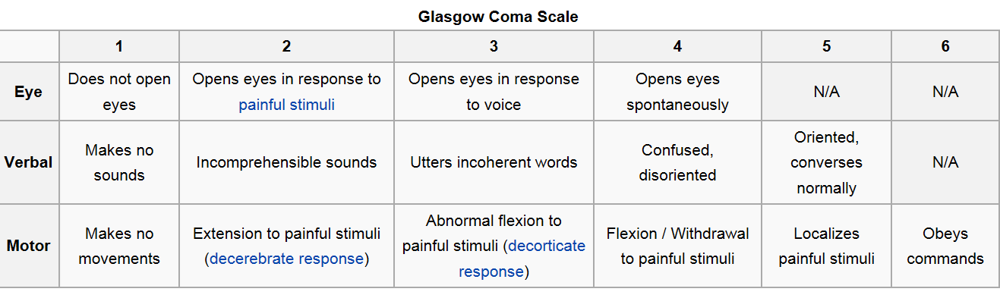 Glasgow Coma Scale
1 2 3 4 5 6
Eye
Does not open
eyes
Opens eyes in response to
painful stimuli
Opens eyes in response
to voice
Opens eyes
spontaneously
N/A
N/A
Verbal
Makes no
sounds
Incomprehensible sounds
Utters incoherent words
Confused,
disoriented
Oriented,
converses
normally
N/A
Motor
Makes no
movements
Extension to painful stimuli
(decerebrate response)
Abnormal flexion to
painful stimuli (decorticate
response)
Flexion / Withdrawal
to painful stimuli
Localizes
painful stimuli
Obeys
commands